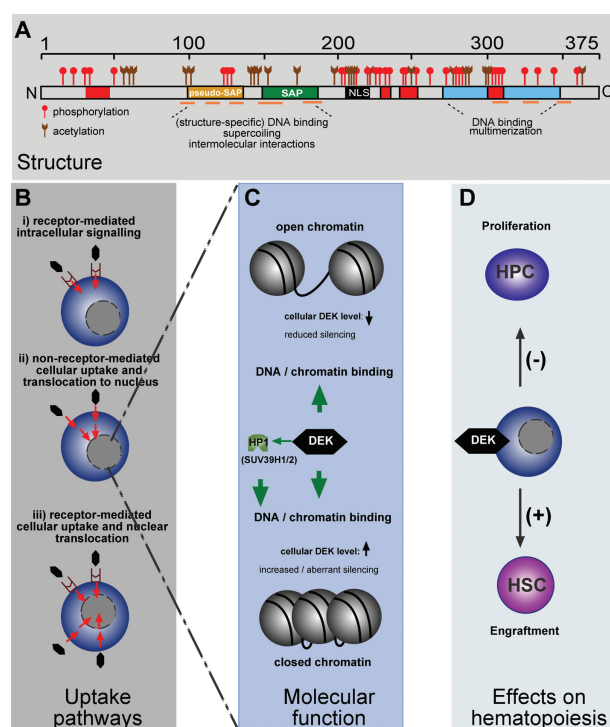 A
1 100 200 300 375
N pseudo-SAP SAP NLS C
phosphorylation
acetylation
(structure-specific) DNA binding
supercoiling
intermolecular interactions
DNA binding
multimerization
Structure
B
i) receptor-mediated
intracellular signalling
ii) non-receptor-mediated
cellular uptake and
translocation to nucleus
iii) receptor-mediated
cellular uptake and nuclear
translocation
Uptake
pathways
C
open chromatin
cellular DEK level:
reduced silencing
DNA / chromatin binding
HP1 DEK
(SUV39H1/2)
DNA / chromatin binding
cellular DEK level:
increased / aberrant silencing
closed chromatin
Molecular
function
D
Proliferation
HPC
(-)
DEK
(+)
HSC
Engraftment
Effects on
hematopoiesis